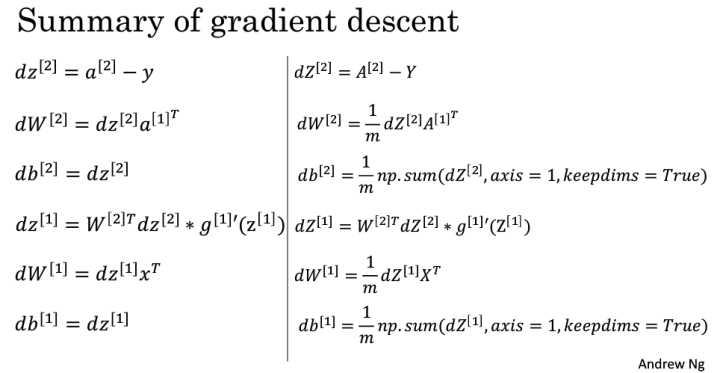 Summary of gradient descent
dz^{[2]} = a^{[2]} − y
dW^{[2]} = dz^{[2]}a^{[1]^T}
db^{[2]} = dz^{[2]}
dz^{[1]} = W^{[2]T}dz^{[2]} * g^{[1]}′(z^{[1]})
dW^{[1]} = dz^{[1]}x^T
db^{[1]} = dz^{[1]}
dZ^{[2]} = A^{[2]} − Y
dW^{[2]} = \frac{1}{m}dZ^{[2]}A^{[1]^T}
db^{[2]} = \frac{1}{m}np.sum(dZ^{[2]}, axis = 1, keepdims = True)
dZ^{[1]} = W^{[2]T}dZ^{[2]} * g^{[1]}′(Z^{[1]})
dW^{[1]} = \frac{1}{m}dZ^{[1]}X^T
db^{[1]} = \frac{1}{m}np.sum(dZ^{[1]}, axis = 1, keepdims = True)
Andrew Ng